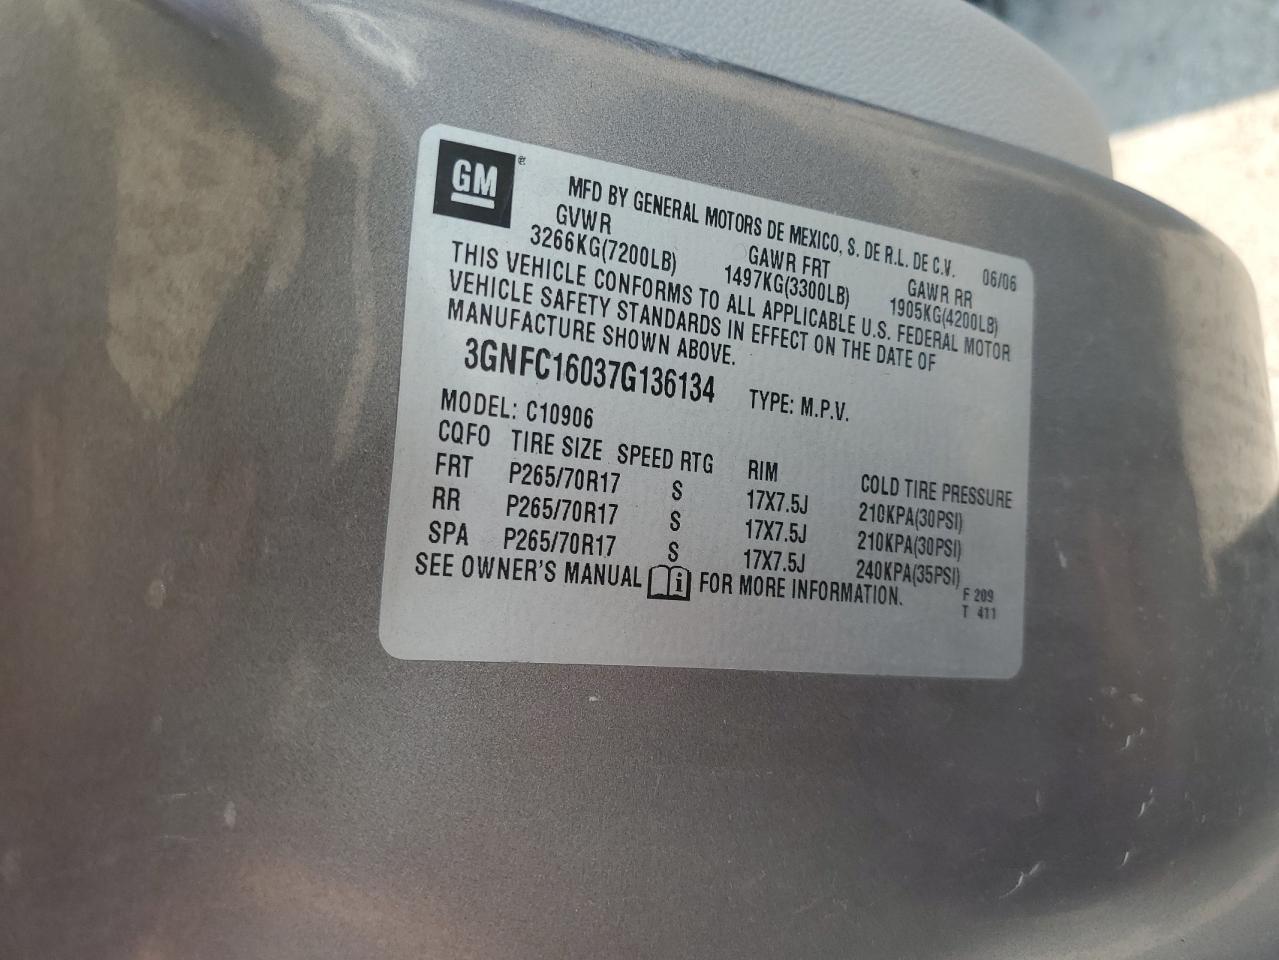 GM ®
MFD BY GENERAL MOTORS DE MEXICO, S. DE R.L. DE C.V. 06/06
GVWR GAWR FRT GAWR RR
3266KG(7200LB) 1497KG(3300LB) 1905KG(4200LB)
THIS VEHICLE CONFORMS TO ALL APPLICABLE U.S. FEDERAL MOTOR
VEHICLE SAFETY STANDARDS IN EFFECT ON THE DATE OF
MANUFACTURE SHOWN ABOVE.
3GNFC16037G136134 TYPE: M.P.V.
MODEL: C10906
CQFO TIRE SIZE SPEED RTG RIM COLD TIRE PRESSURE
FRT P265/70R17 S 17X7.5J 210KPA(30PSI)
RR P265/70R17 S 17X7.5J 210KPA(30PSI)
SPA P265/70R17 S 17X7.5J 240KPA(35PSI)
SEE OWNER'S MANUAL i FOR MORE INFORMATION.
F 209
T 411